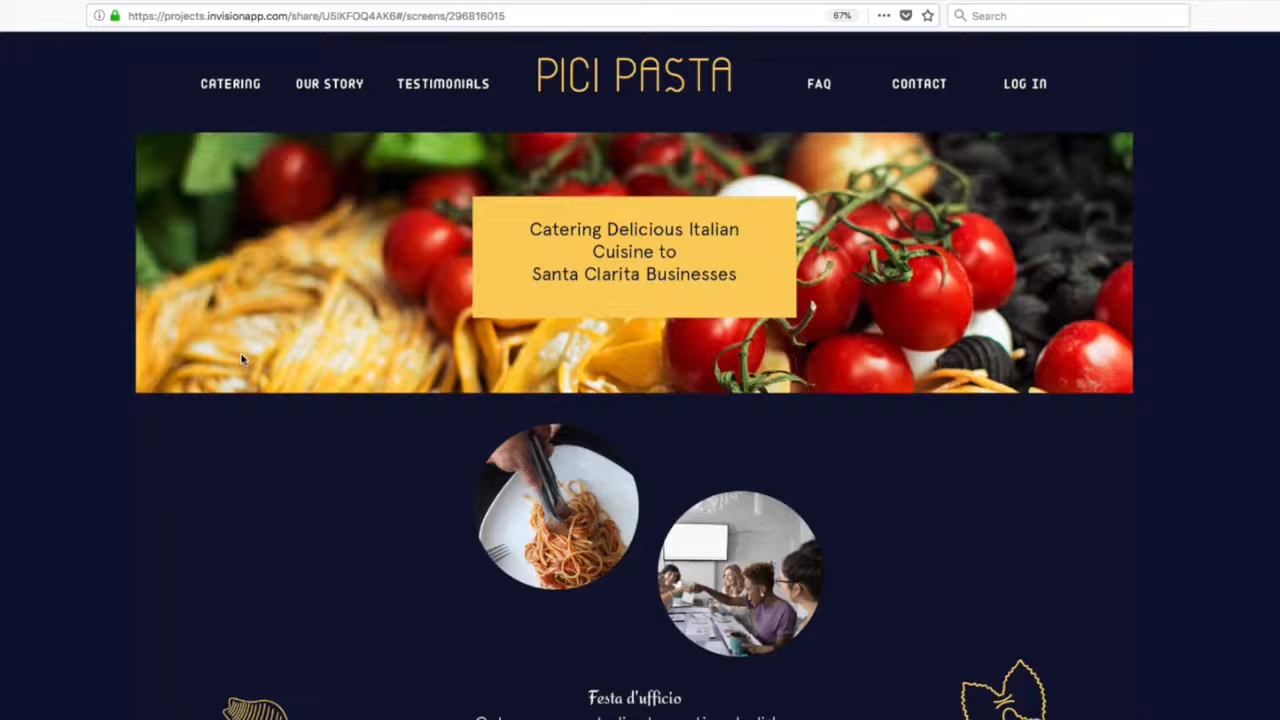 https://projects.invisionapp.com/share/U5IKFOQ4AK6#/screens/296816015
67%
Search
CATERING
OUR STORY
TESTIMONIALS
PICI PASTA
FAQ
CONTACT
LOG IN
Catering Delicious Italian
Cuisine to
Santa Clarita Businesses
Festa d'ufficio